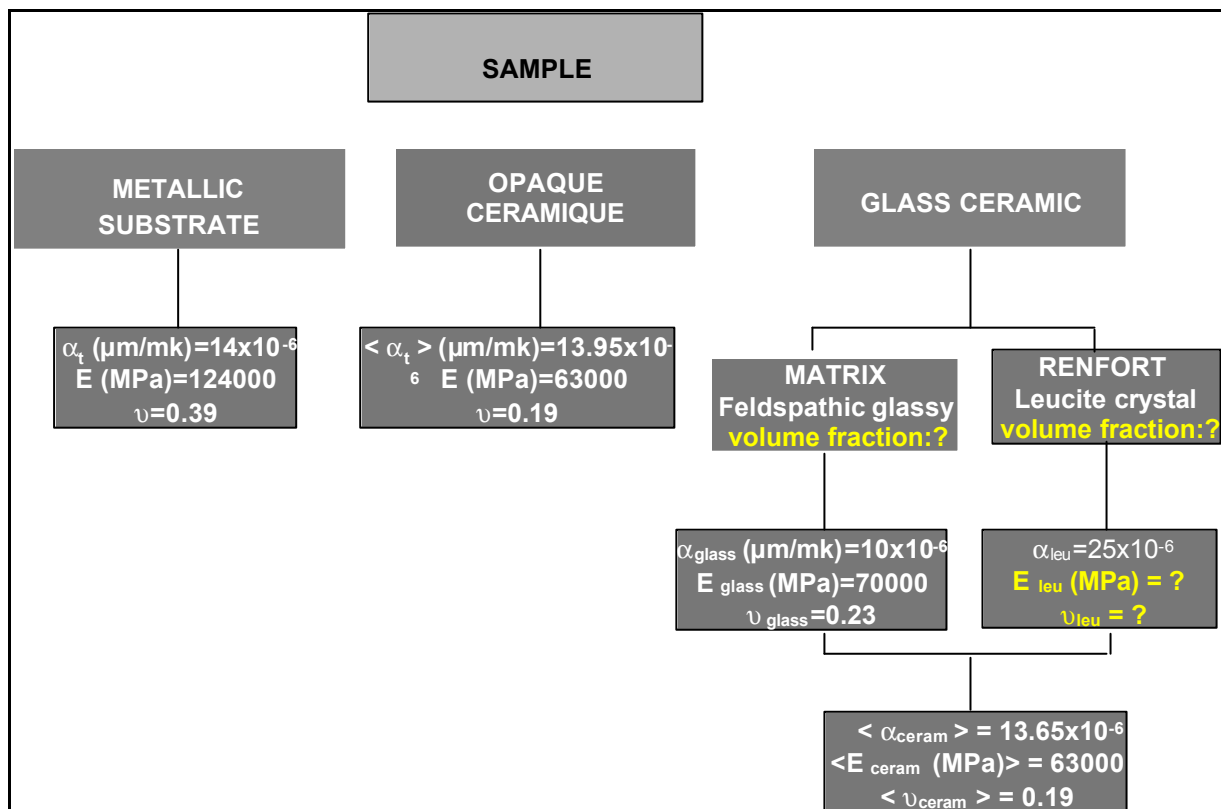 SAMPLE
METALLIC
SUBSTRATE
OPAQUE
CERAMIQUE
GLASS CERAMIC
αt (µm/mk)=14x10-6
E (MPa)=124000
υ=0.39
< αt > (µm/mk)=13.95x10-
6 E (MPa)=63000
υ=0.19
MATRIX
Feldspathic glassy
volume fraction:?
RENFORT
Leucite crystal
volume fraction:?
αglass (µm/mk)=10x10-6
E glass (MPa)=70000
υ glass=0.23
αleu=25x10-6
E leu (MPa) = ?
υleu = ?
< αceram > = 13.65x10-6
<E ceram (MPa)> = 63000
< υceram > = 0.19